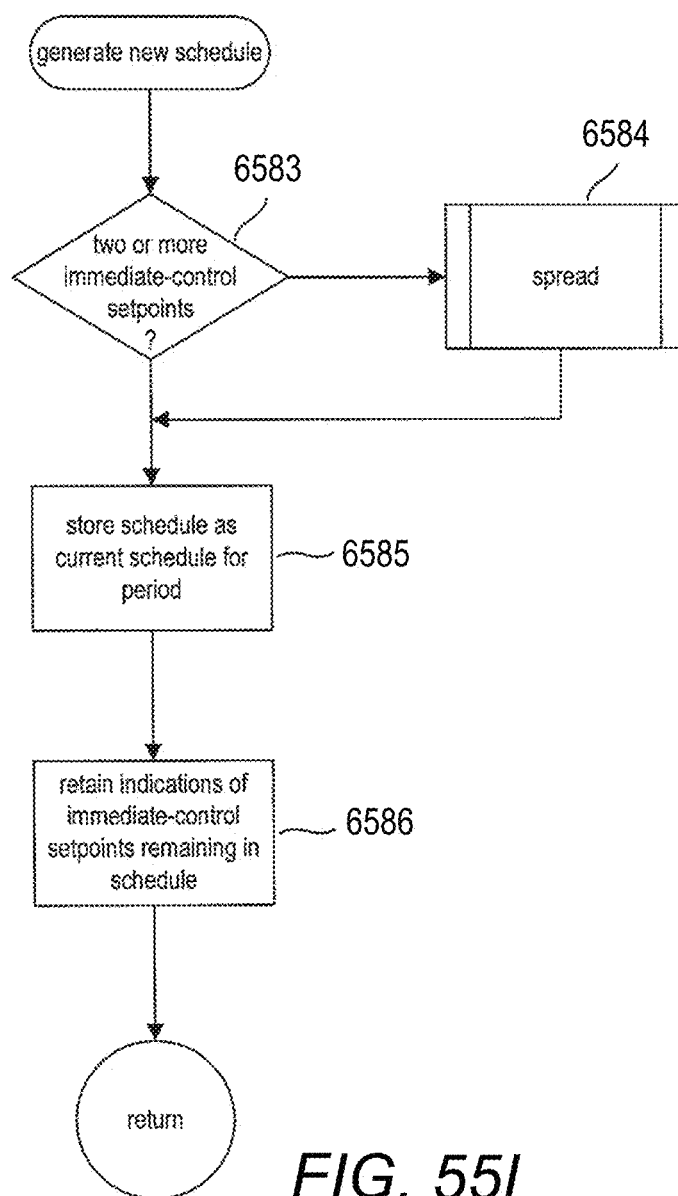 generate new schedule
6583
6584
two or more
immediate-control
setpoints
?
spread
store schedule as
current schedule for
period
6585
retain indications of
immediate-control
setpoints remaining in
schedule
6586
return
FIG. 55I